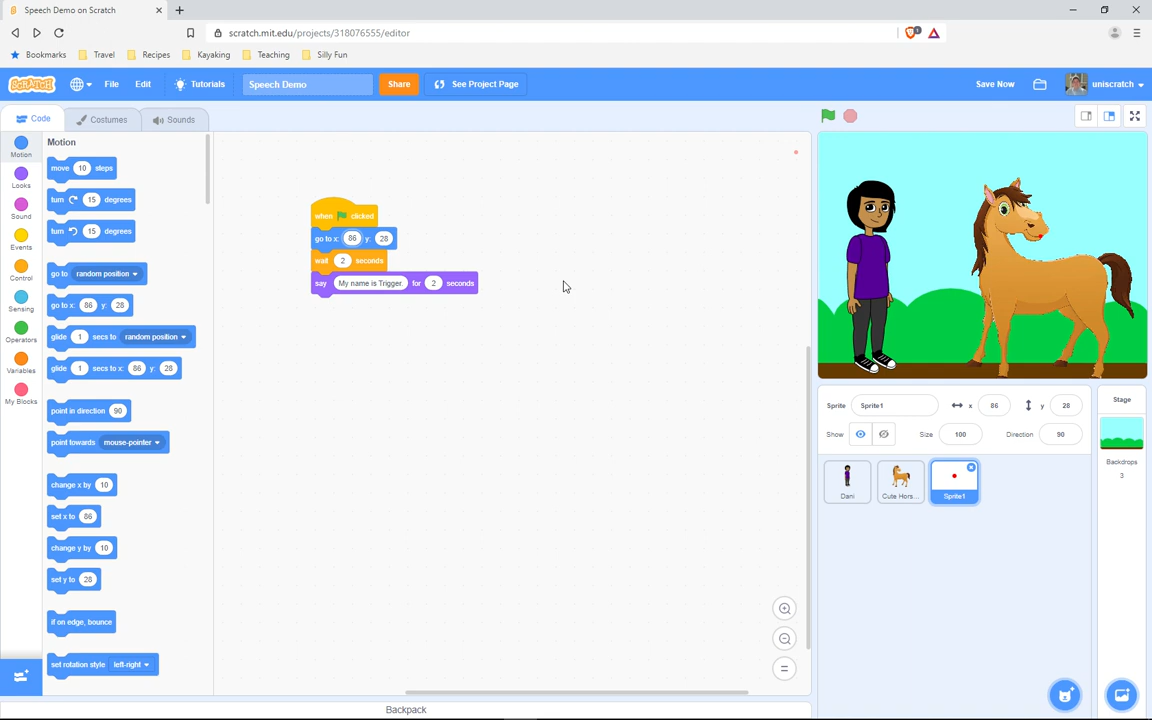 Speech Demo on Scratch
scratch.mit.edu/projects/318076555/editor
1
Bookmarks Travel Recipes Kayaking Teaching Silly Fun
SCRATCH File Edit Tutorials Speech Demo Share See Project Page Save Now uniscratch
Code Costumes Sounds
Motion
Looks
Sound
Events
Control
Sensing
Operators
Variables
My Blocks
Motion
move 10 steps
turn 15 degrees
turn 15 degrees
go to random position
go to x: 86 y: 28
glide 1 secs to random position
glide 1 secs to x: 86 y: 28
point in direction 90
point towards mouse-pointer
change x by 10
set x to 86
change y by 10
set y to 28
if on edge, bounce
set rotation style left-right
when clicked
go to x: 86 y: 28
wait 2 seconds
say My name is Trigger. for 2 seconds
Sprite Sprite1 x 86 y 28
Show Size 100 Direction 90
Dani
Cute Hors...
Sprite1
Stage
Backdrops
3
Backpack